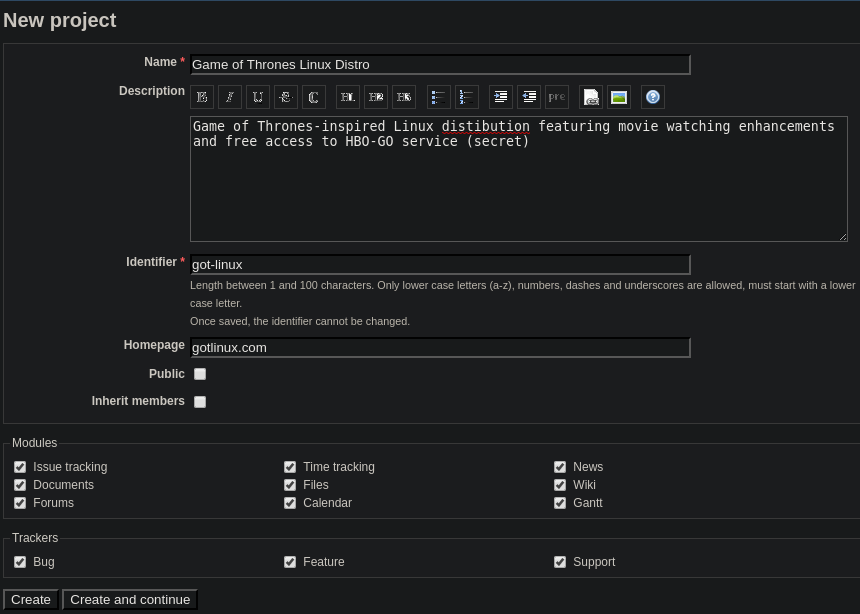 New project
Name *
Game of Thrones Linux Distro
Description
B I U S C H1 H2 H3 pre
Game of Thrones-inspired Linux distibution featuring movie watching enhancements
and free access to HBO-GO service (secret)
Identifier *
got-linux
Length between 1 and 100 characters. Only lower case letters (a-z), numbers, dashes and underscores are allowed, must start with a lower
case letter.
Once saved, the identifier cannot be changed.
Homepage
gotlinux.com
Public
Inherit members
Modules
Issue tracking Time tracking News
Documents Files Wiki
Forums Calendar Gantt
Trackers
Bug Feature Support
Create Create and continue